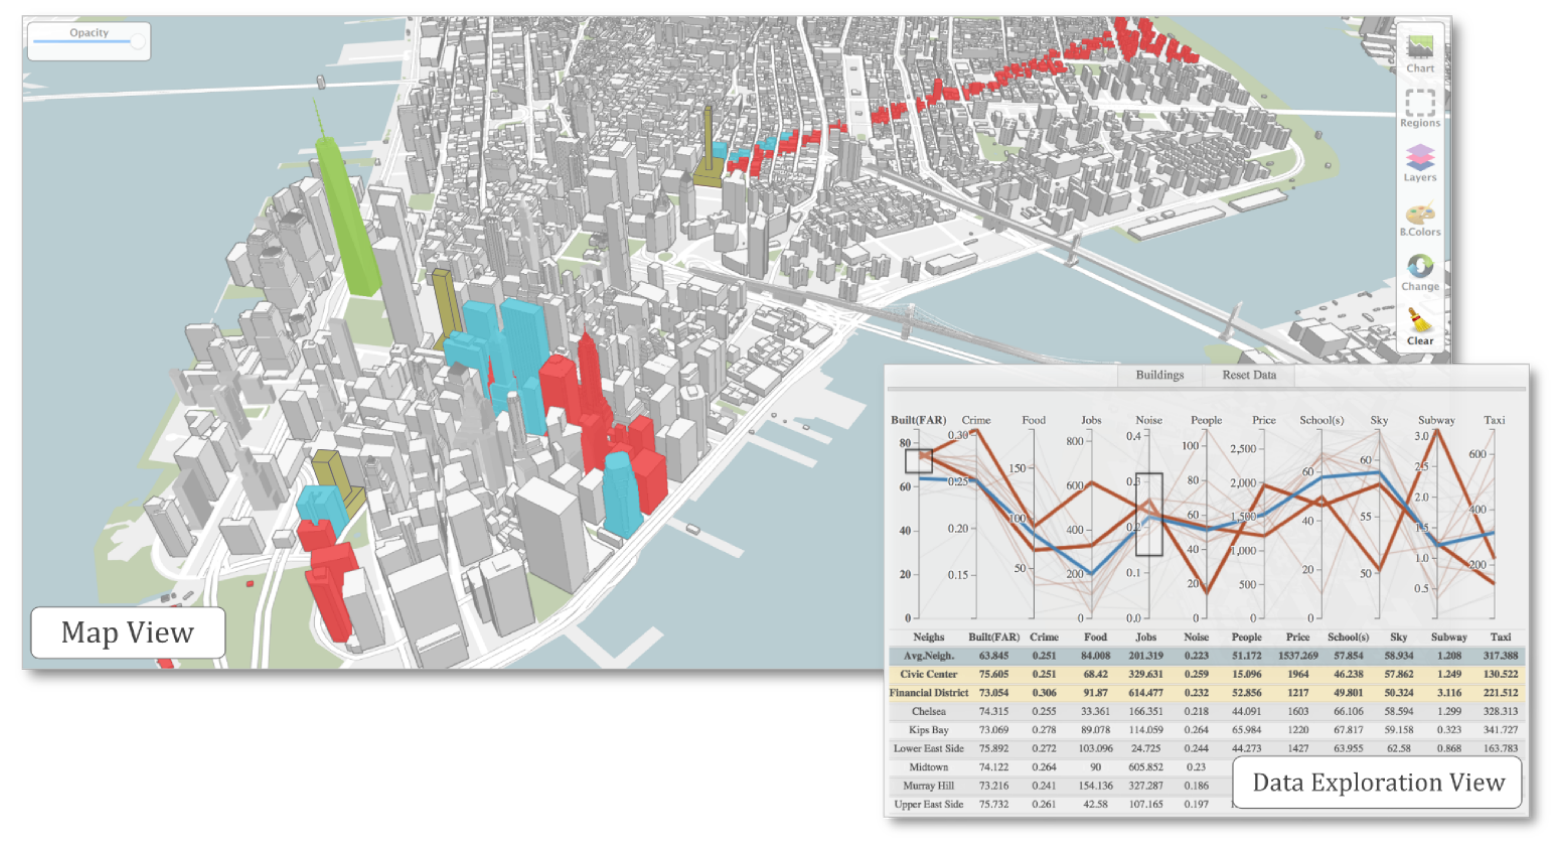 Opacity
Chart
Regions
Layers
B.Colors
Change
Clear
Map View
Buildings Reset Data
Built(FAR) Crime Food Jobs Noise People Price School(s) Sky Subway Taxi
80 60 40 20 0
0.30 0.25 0.20 0.15
150 100 50
800 600 400 200 0
0.4 0.3 0.2 0.1 0.0
100 80 60 40 20 0
2,500 2,000 1,500 1,000 500 0
60 40 20 0
60 55 50
3.0 2.5 2.0 1.5 1.0 0.5
600 400 200
Neighs Built(FAR) Crime Food Jobs Noise People Price School(s) Sky Subway Taxi
Avg.Neigh. 63.845 0.251 84.008 201.319 0.223 51.172 1537.269 57.854 58.934 1.208 317.388
Civic Center 75.605 0.251 68.42 329.631 0.259 15.096 1964 46.238 57.862 1.249 130.522
Financial District 73.054 0.306 91.87 614.477 0.232 52.856 1217 49.801 50.324 3.116 221.512
Chelsea 74.315 0.255 33.361 166.351 0.218 44.091 1603 66.106 58.594 1.299 328.313
Kips Bay 73.069 0.278 89.078 114.059 0.264 65.984 1220 67.817 59.158 0.323 341.727
Lower East Side 75.892 0.272 103.096 24.725 0.244 44.273 1427 63.955 62.58 0.868 163.783
Midtown 74.122 0.264 90 605.852 0.23
Murray Hill 73.216 0.241 154.136 327.287 0.186
Upper East Side 75.732 0.261 42.58 107.165 0.197
Data Exploration View